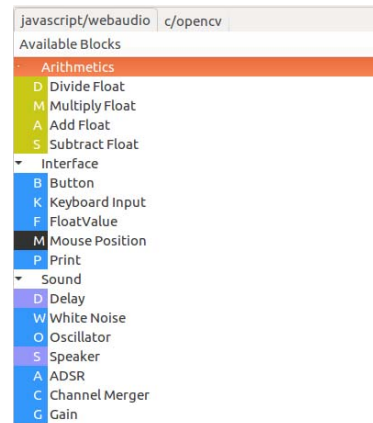 javascript/webaudio c/opencv
Available Blocks
Arithmetics
D Divide Float
M Multiply Float
A Add Float
S Subtract Float
Interface
B Button
K Keyboard Input
F FloatValue
M Mouse Position
P Print
Sound
D Delay
W White Noise
O Oscillator
S Speaker
A ADSR
C Channel Merger
G Gain